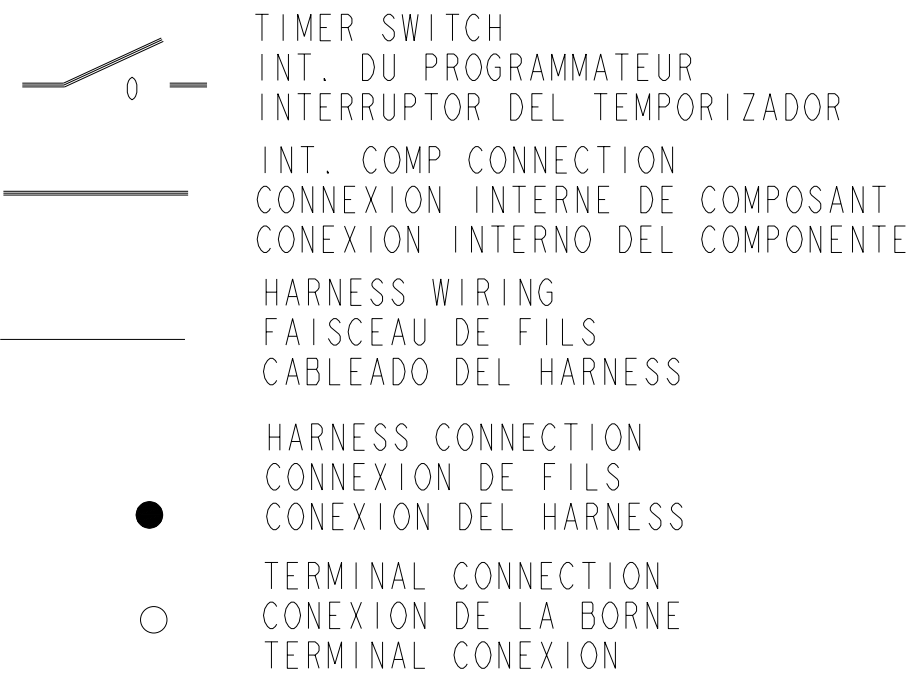 TIMER SWITCH
INT. DU PROGRAMMATEUR
INTERRUPTOR DEL TEMPORIZADOR
0
INT. COMP CONNECTION
CONNEXION INTERNE DE COMPOSANT
CONEXION INTERNO DEL COMPONENTE
HARNESS WIRING
FAISCEAU DE FILS
CABLEADO DEL HARNESS
HARNESS CONNECTION
CONNEXION DE FILS
CONEXION DEL HARNESS
TERMINAL CONNECTION
CONEXION DE LA BORNE
TERMINAL CONEXION